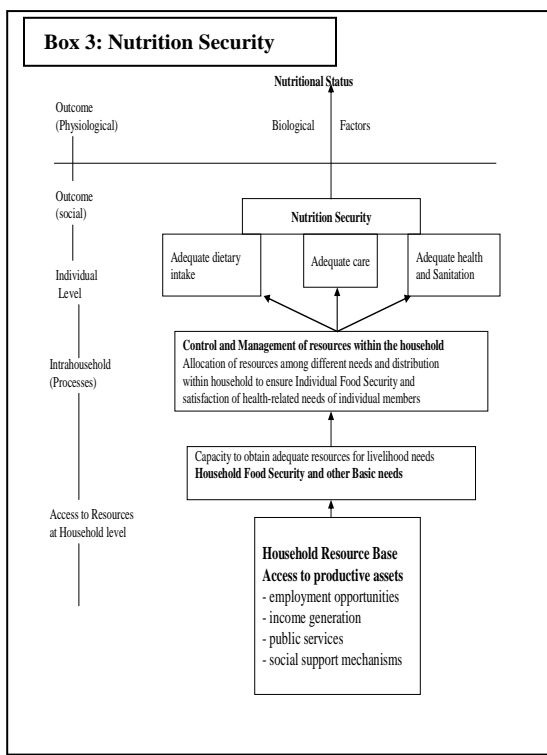 Box 3: Nutrition Security
Nutritional Status
Outcome
(Physiological)
Biological Factors
Outcome
(social)
Nutrition Security
Adequate dietary
intake
Adequate care
Adequate health
and Sanitation
Individual
Level
Control and Management of resources within the household
Allocation of resources among different needs and distribution
within household to ensure Individual Food Security and
satisfaction of health-related needs of individual members
Intrahousehold
(Processes)
Capacity to obtain adequate resources for livelihood needs
Household Food Security and other Basic needs
Access to Resources
at Household level
Household Resource Base
Access to productive assets
- employment opportunities
- income generation
- public services
- social support mechanisms